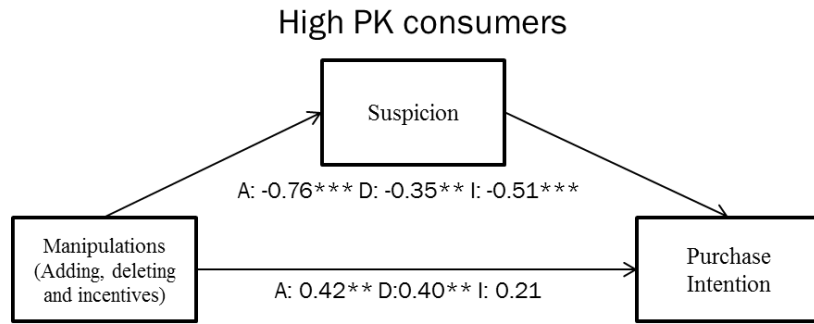 High PK consumers
Suspicion
A: -0.76*** D: -0.35** I: -0.51***
Manipulations
(Adding, deleting
and incentives)
Purchase
Intention
A: 0.42** D:0.40** I: 0.21